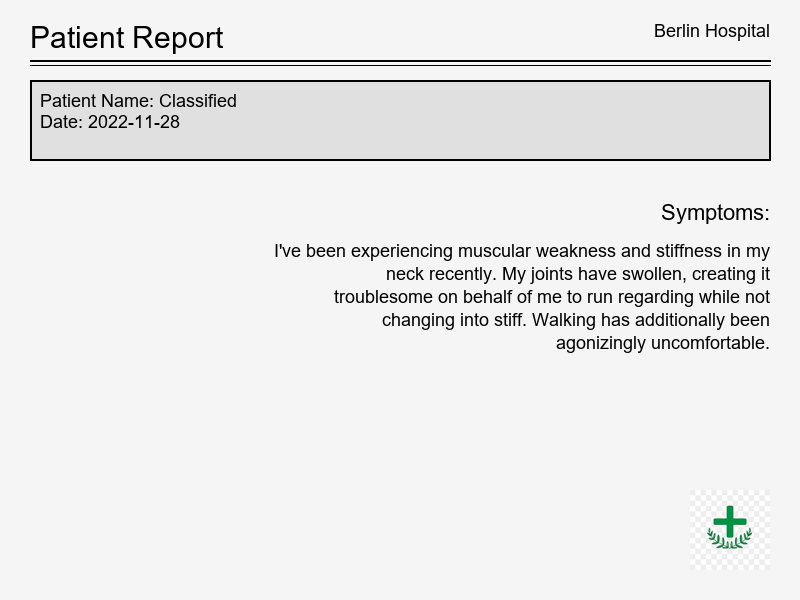 Patient Report
Berlin Hospital
Patient Name: Classified
Date: 2022-11-28
Symptoms:
I've been experiencing muscular weakness and stiffness in my
neck recently. My joints have swollen, creating it
troublesome on behalf of me to run regarding while not
changing into stiff. Walking has additionally been
agonizingly uncomfortable.